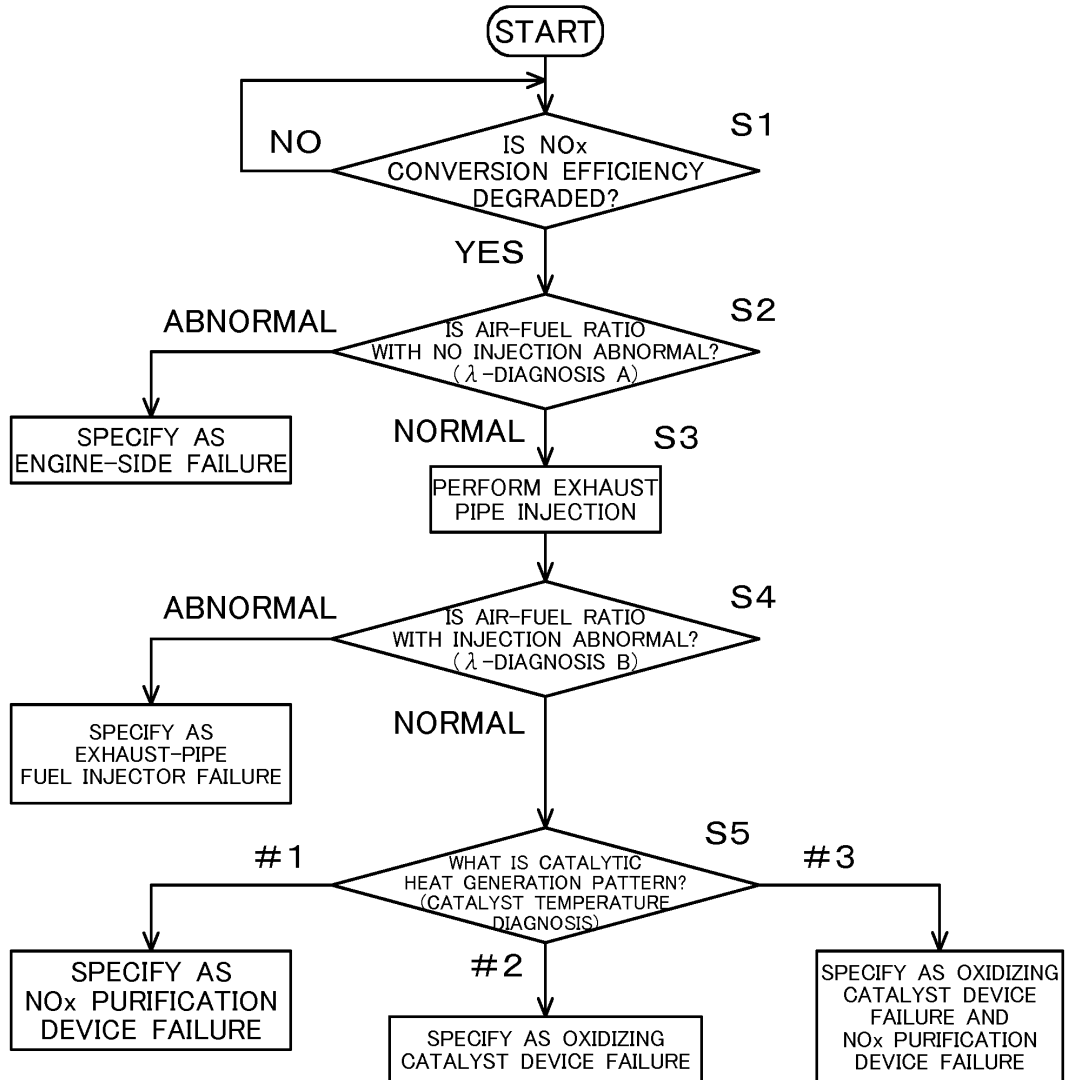 START
S1
NO
IS NOx
CONVERSION EFFICIENCY
DEGRADED?
YES
S2
ABNORMAL
IS AIR-FUEL RATIO
WITH NO INJECTION ABNORMAL?
(λ-DIAGNOSIS A)
SPECIFY AS
ENGINE-SIDE FAILURE
NORMAL
S3
PERFORM EXHAUST
PIPE INJECTION
S4
ABNORMAL
IS AIR-FUEL RATIO
WITH INJECTION ABNORMAL?
(λ-DIAGNOSIS B)
SPECIFY AS
EXHAUST-PIPE
FUEL INJECTOR FAILURE
NORMAL
S5
#1
WHAT IS CATALYTIC
HEAT GENERATION PATTERN?
(CATALYST TEMPERATURE
DIAGNOSIS)
#3
SPECIFY AS
NOx PURIFICATION
DEVICE FAILURE
#2
SPECIFY AS OXIDIZING
CATALYST DEVICE FAILURE
SPECIFY AS OXIDIZING
CATALYST DEVICE
FAILURE AND
NOx PURIFICATION
DEVICE FAILURE